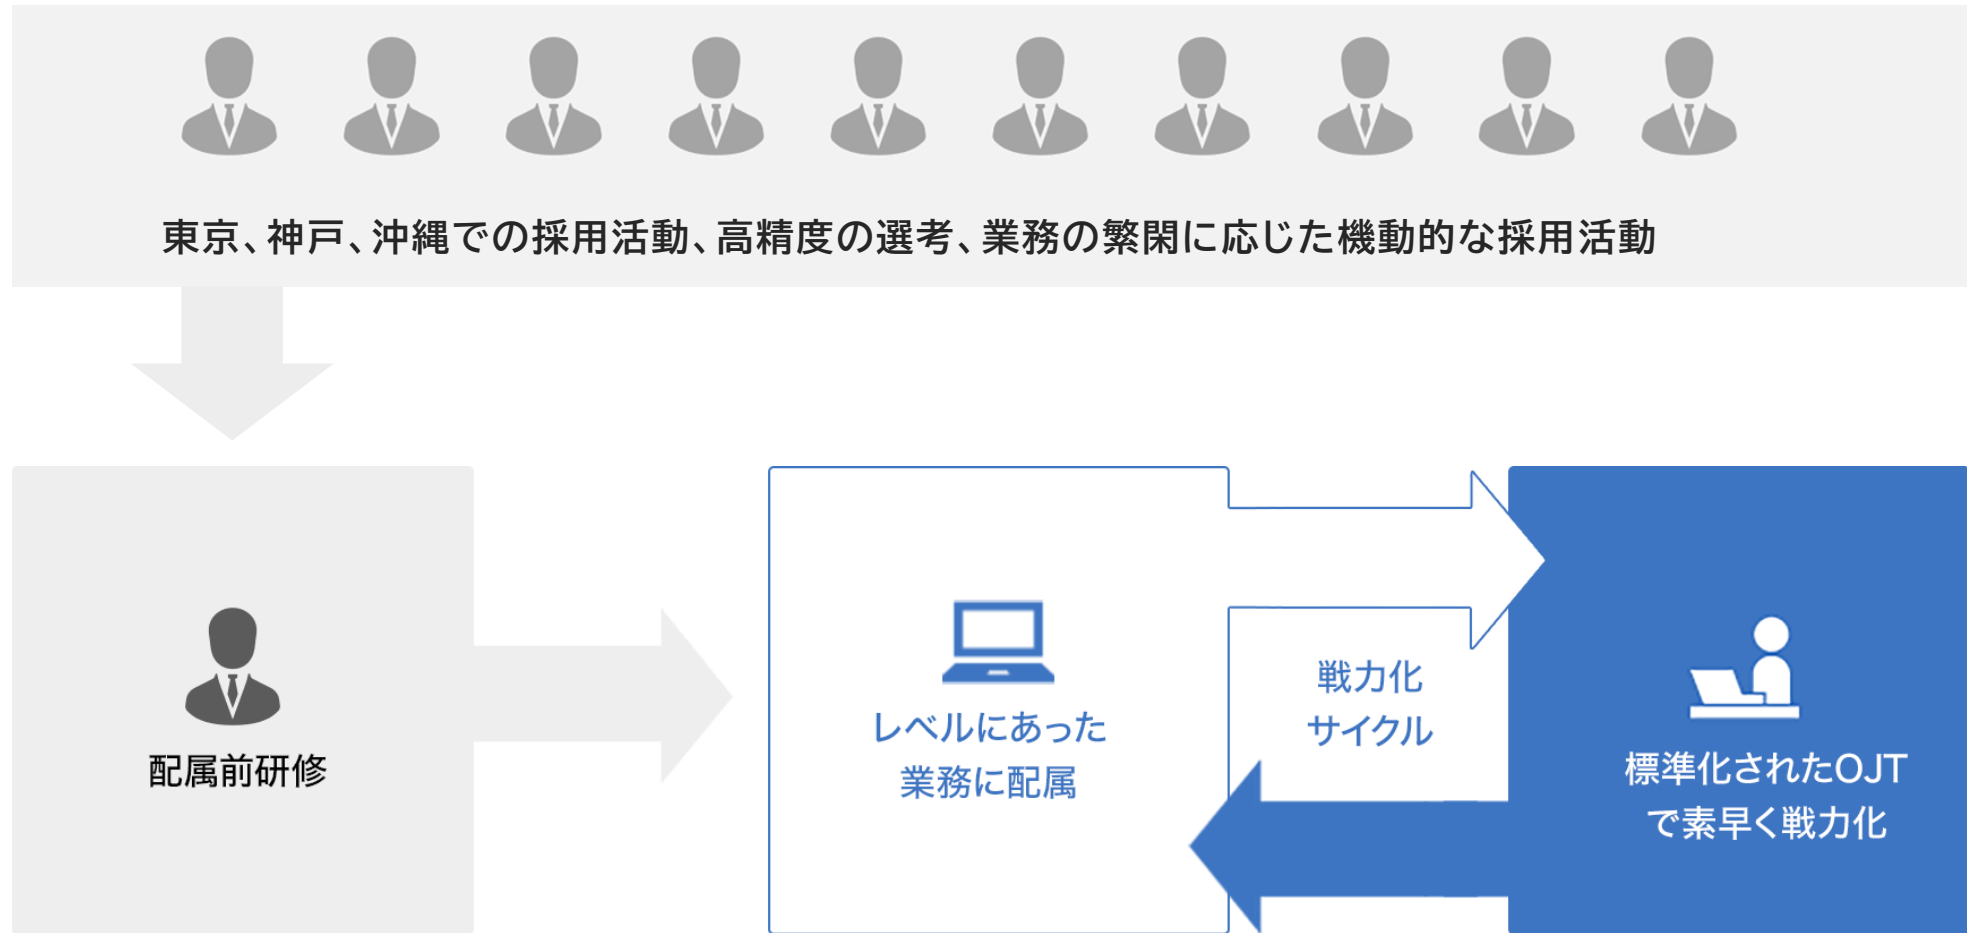 東京、神戸、沖縄での採用活動、高精度の選考、業務の繁閑に応じた機動的な採用活動
配属前研修
レベルにあった
業務に配属
戦力化
サイクル
標準化されたOJT
で素早く戦力化